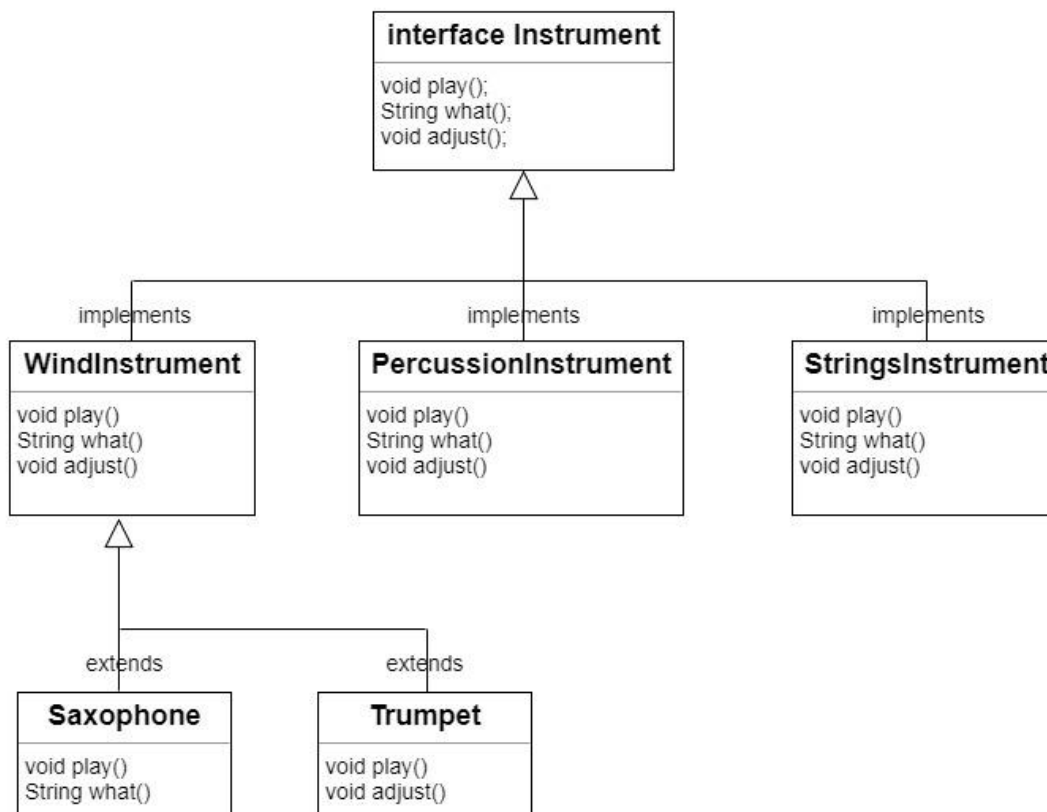 interface Instrument
void play();
String what();
void adjust();
implements
implements
implements
WindInstrument
void play()
String what()
void adjust()
PercussionInstrument
void play()
String what()
void adjust()
StringsInstrument
void play()
String what()
void adjust()
extends
extends
Saxophone
void play()
String what()
Trumpet
void play()
void adjust()